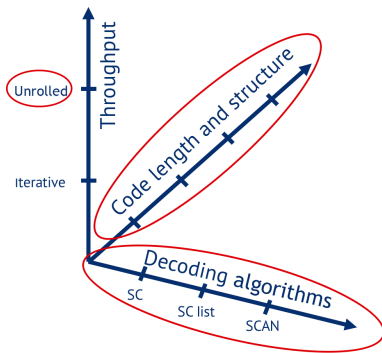 Throughput
Unrolled
Iterative
Code length and structure
Decoding algorithms
SC
SC list
SCAN